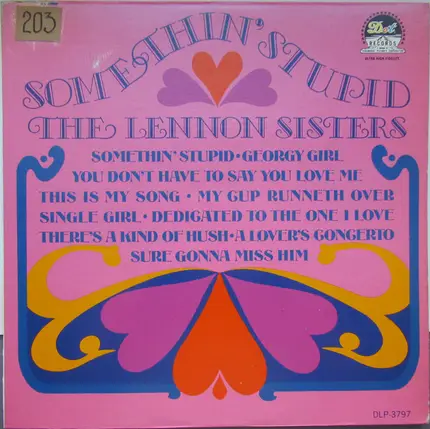 203
SOMETHIN' STUPID
Dot
RECORDS
THE LENNON SISTERS
SOMETHIN' STUPID • GEORGY GIRL
YOU DON'T HAVE TO SAY YOU LOVE ME
THIS IS MY SONG • MY CUP RUNNETH OVER
SINGLE GIRL • DEDICATED TO THE ONE I LOVE
THERE'S A KIND OF HUSH • A LOVER'S CONCERTO
SURE GONNA MISS HIM
DLP-3797